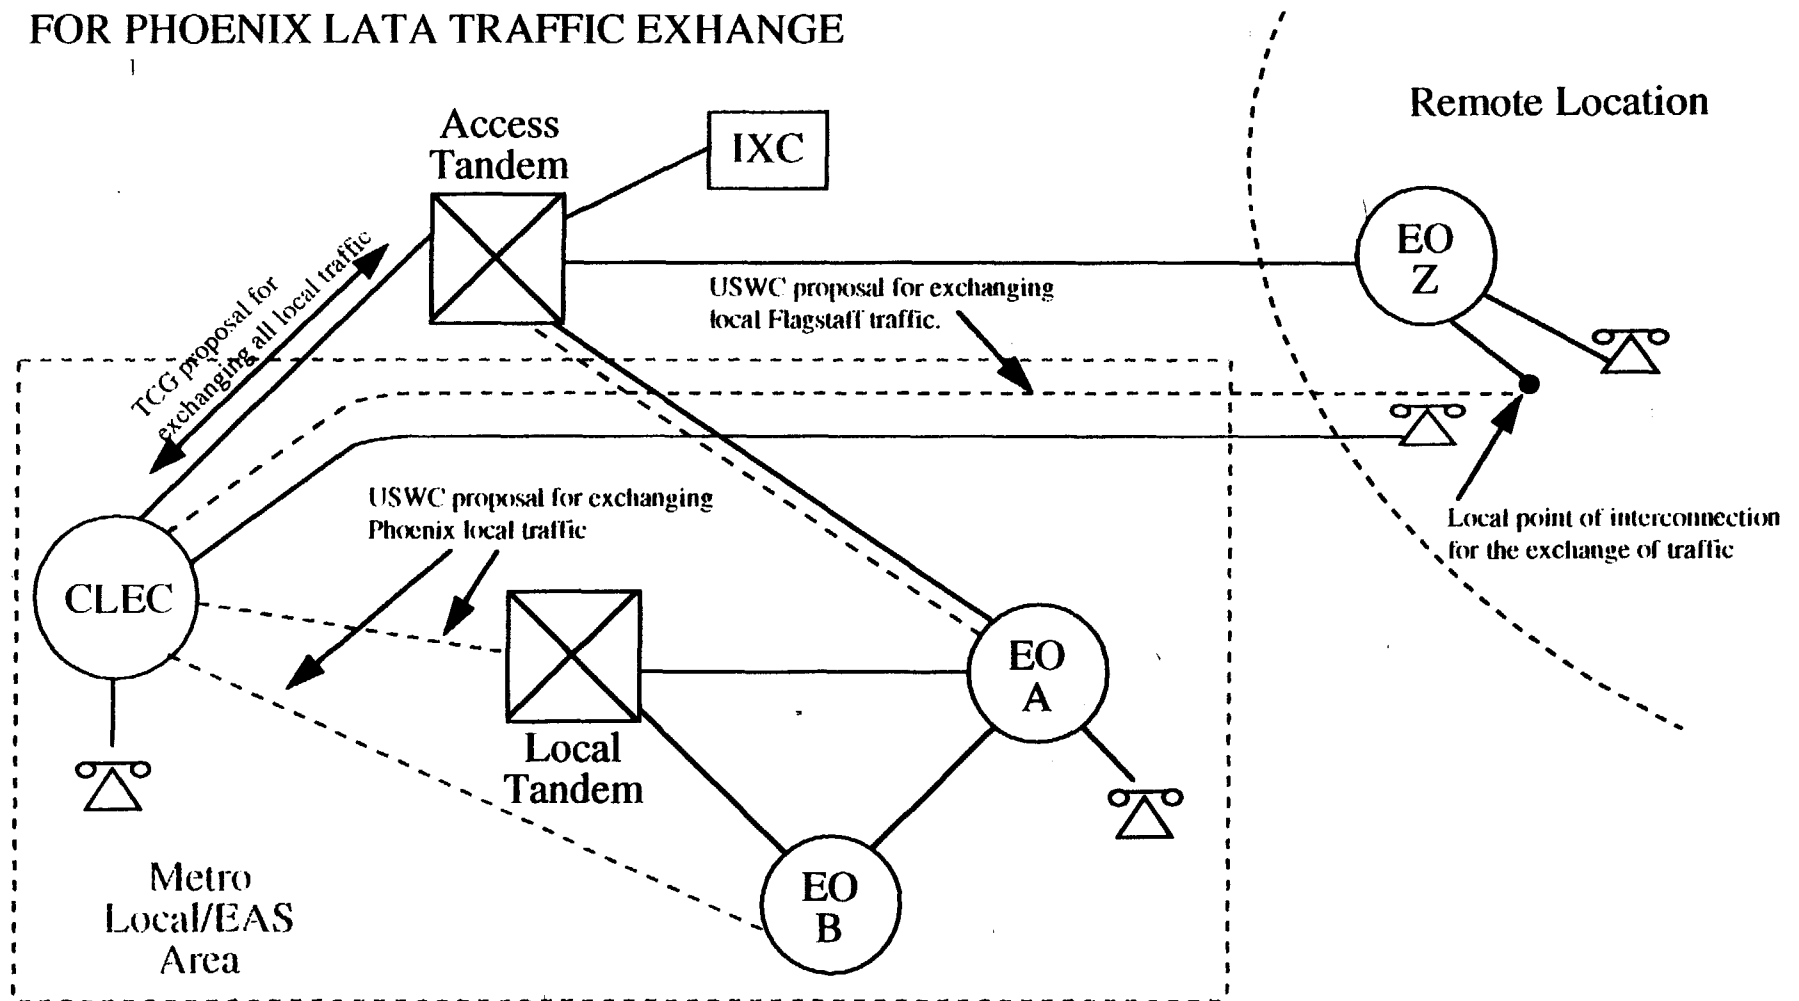 FOR PHOENIX LATA TRAFFIC EXHANGE
Remote Location
Access
Tandem
IXC
EO
Z
TCG proposal for
exchanging all local traffic
USWC proposal for exchanging
local Flagstaff traffic.
USWC proposal for exchanging
Phoenix local traffic
Local point of interconnection
for the exchange of traffic
CLEC
EO
A
Local
Tandem
EO
B
Metro
Local/EAS
Area